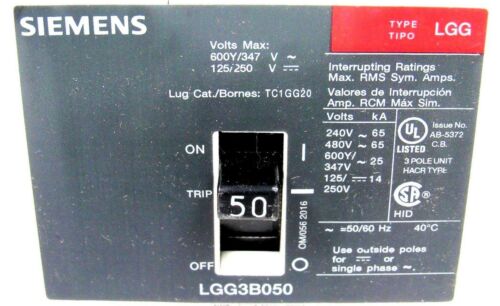 SIEMENS
TYPE
TIPO
LGG
Volts Max:
600Y/347 V ~
125/250 V ⎓
Lug Cat./Bornes: TC1GG20
Interrupting Ratings
Max. RMS Sym. Amps.
Valores de Interrupción
Amp. RCM Máx Sim.
Volts kA
240V ~ 65
480V ~ 65
600Y/
347V ~ 25
125/
250V ⎓ 14
UL
LISTED
Issue No.
AB-5372
C.B.
3 POLE UNIT
HACR TYPE
SA
HID
~ =50/60 Hz 40°C
Use outside poles
for ⎓ or
single phase ~.
ON I
TRIP
50
OM/056 2016
OFF O
LGG3B050